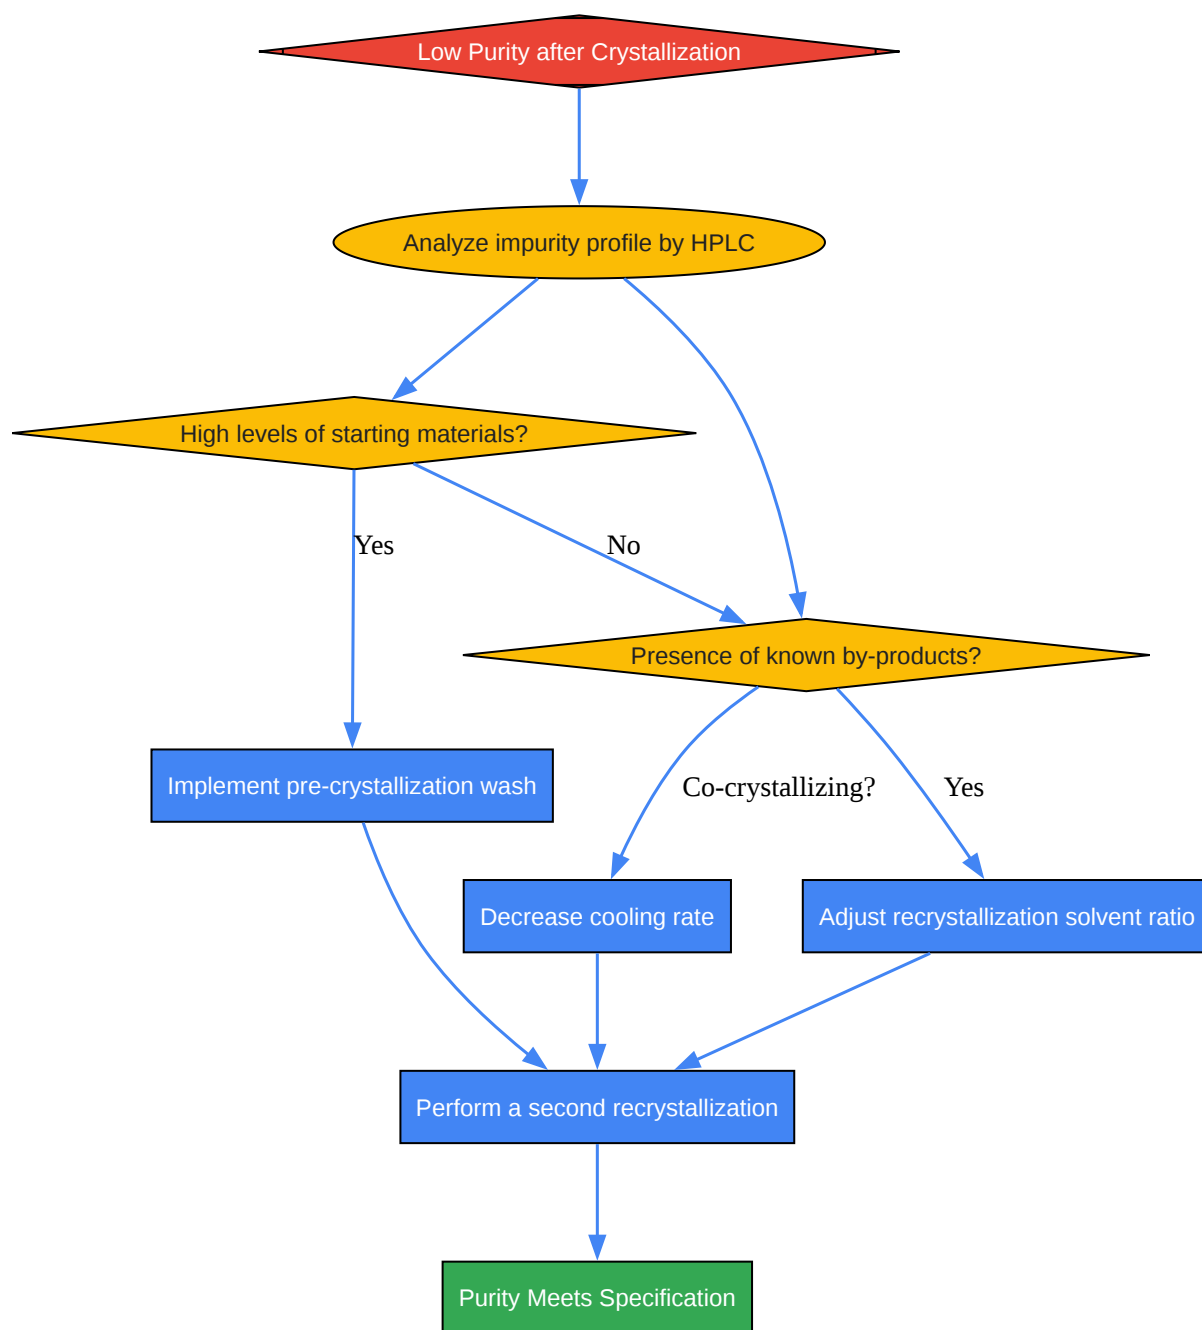 Low Purity after Crystallization
Analyze impurity profile by HPLC
High levels of starting materials?
Yes
No
Presence of known by-products?
Implement pre-crystallization wash
Co-crystallizing?
Yes
Decrease cooling rate
Adjust recrystallization solvent ratio
Perform a second recrystallization
Purity Meets Specification